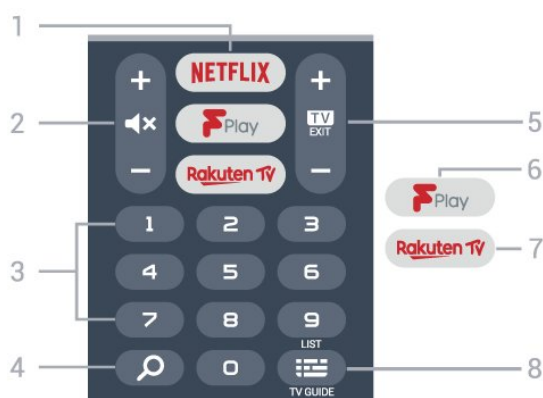 1
NETFLIX
+
+
2
F Play
TV
EXIT
5
-
Rakuten TV
-
6
F Play
1
2
3
Rakuten TV
7
3
4
5
6
7
8
9
LIST
4
0
8
TV GUIDE